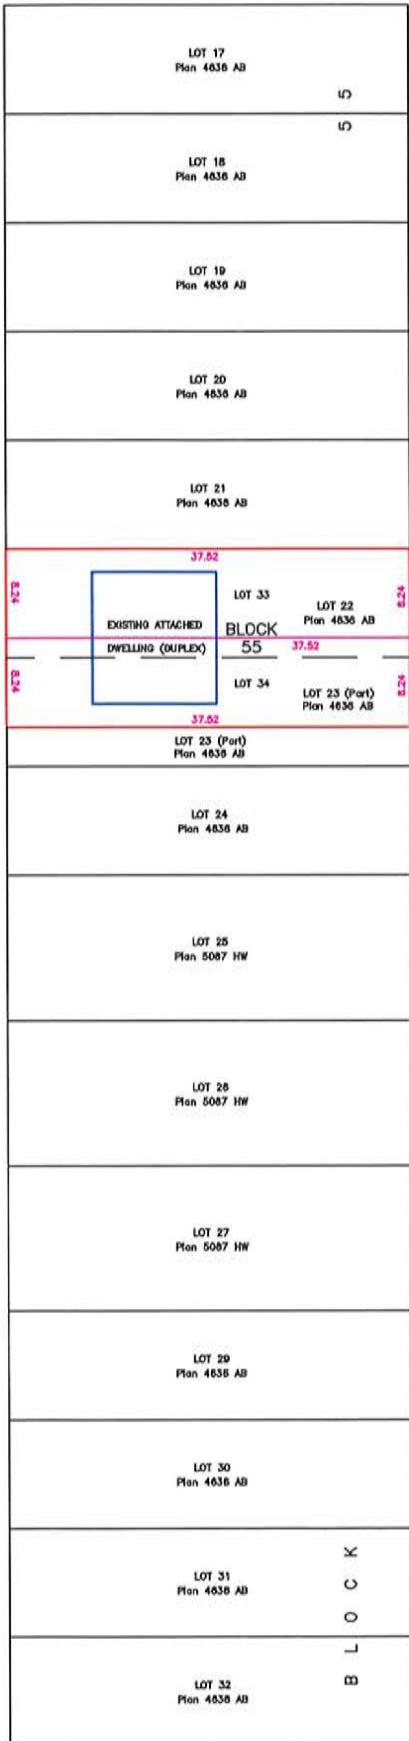 LOT 17
Plan 4636 AB
5 5
LOT 18
Plan 4636 AB
LOT 19
Plan 4636 AB
LOT 20
Plan 4636 AB
LOT 21
Plan 4636 AB
37.52
8.24
LOT 33
LOT 22
Plan 4636 AB
8.24
EXISTING ATTACHED
DWELLING (DUPLEX)
BLOCK
55
37.52
8.24
LOT 34
LOT 23 (Part)
Plan 4636 AB
8.24
37.52
LOT 23 (Part)
Plan 4636 AB
LOT 24
Plan 4636 AB
LOT 25
Plan 5087 HW
LOT 26
Plan 5087 HW
LOT 27
Plan 5087 HW
LOT 29
Plan 4636 AB
LOT 30
Plan 4636 AB
LOT 31
Plan 4636 AB
BLOCK
LOT 32
Plan 4636 AB